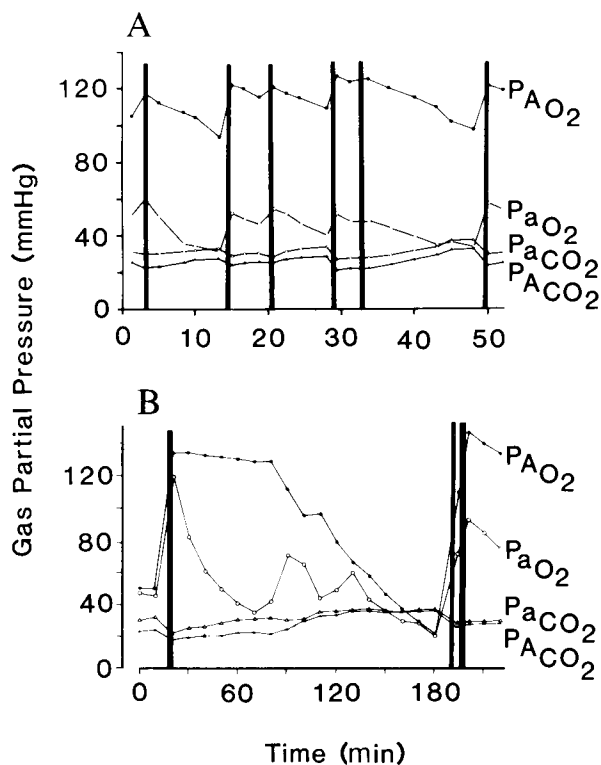 A
120
80
40
0
PAO2
PaO2
PaCO2
PACO2
0 10 20 30 40 50
B
120
80
40
0
PAO2
PaO2
PaCO2
PACO2
0 60 120 180
Gas Partial Pressure (mmHg)
Time (min)